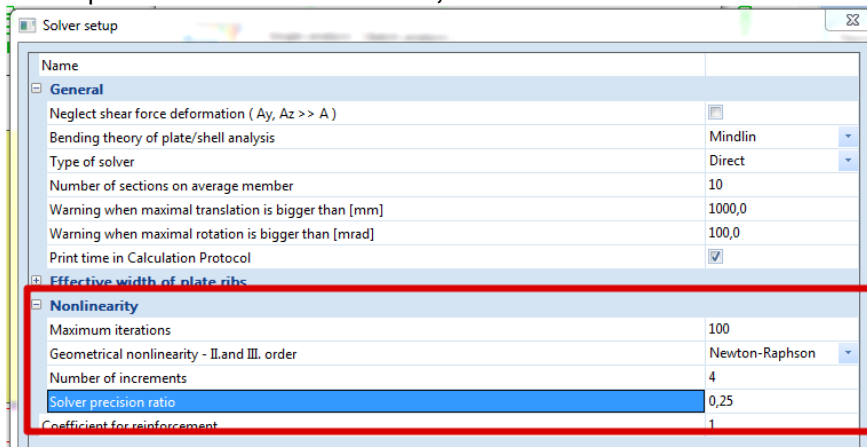 Solver setup
Name
General
Neglect shear force deformation ( Ay, Az >> A )
Bending theory of plate/shell analysis Mindlin
Type of solver Direct
Number of sections on average member 10
Warning when maximal translation is bigger than [mm] 1000,0
Warning when maximal rotation is bigger than [mrad] 100,0
Print time in Calculation Protocol
Effective width of plate ribs
Nonlinearity
Maximum iterations 100
Geometrical nonlinearity - II.and III. order Newton-Raphson
Number of increments 4
Solver precision ratio 0,25
Coefficient for reinforcement 1